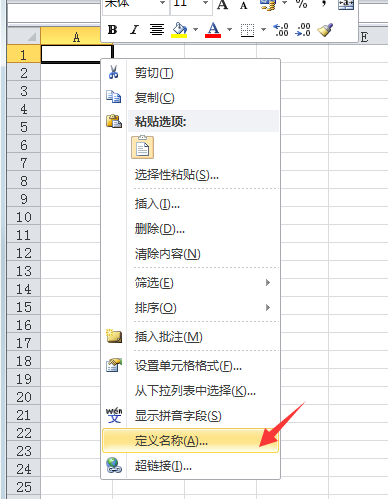 宋体 11 A A % ,
B I A .00 .00
A E
1 剪切(T)
2
3 复制(C)
4 粘贴选项:
5
6
7 选择性粘贴(S)...
8 插入(I)...
9
10 删除(D)...
11 清除内容(N)
12
13 筛选(E)
14 排序(O)
15
16 插入批注(M)
17
18 设置单元格格式(F)...
19 从下拉列表中选择(K)...
20
21 wén 文 显示拼音字段(S)
22 定义名称(A)...
23 超链接(I)...
24
25